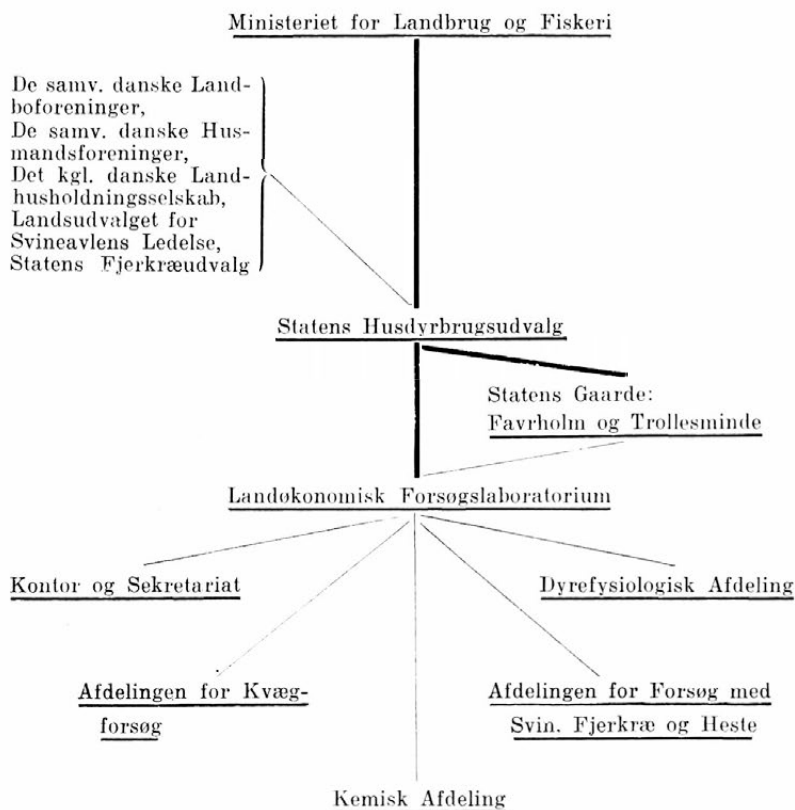 Ministeriet for Landbrug og Fiskeri
De samv. danske Land-
boforeninger,
De samv. danske Hus-
mandsforeninger,
Det kgl. danske Land-
husholdningsselskab,
Landsudvalget for
Svineavlens Ledelse,
Statens Fjerkræudvalg
Statens Husdyrbrugsudvalg
Statens Gaarde:
Favrholm og Trollesminde
Landøkonomisk Forsøgslaboratorium
Kontor og Sekretariat
Dyrefysiologisk Afdeling
Afdelingen for Kvæg-
forsøg
Afdelingen for Forsøg med
Svin. Fjerkræ og Heste
Kemisk Afdeling